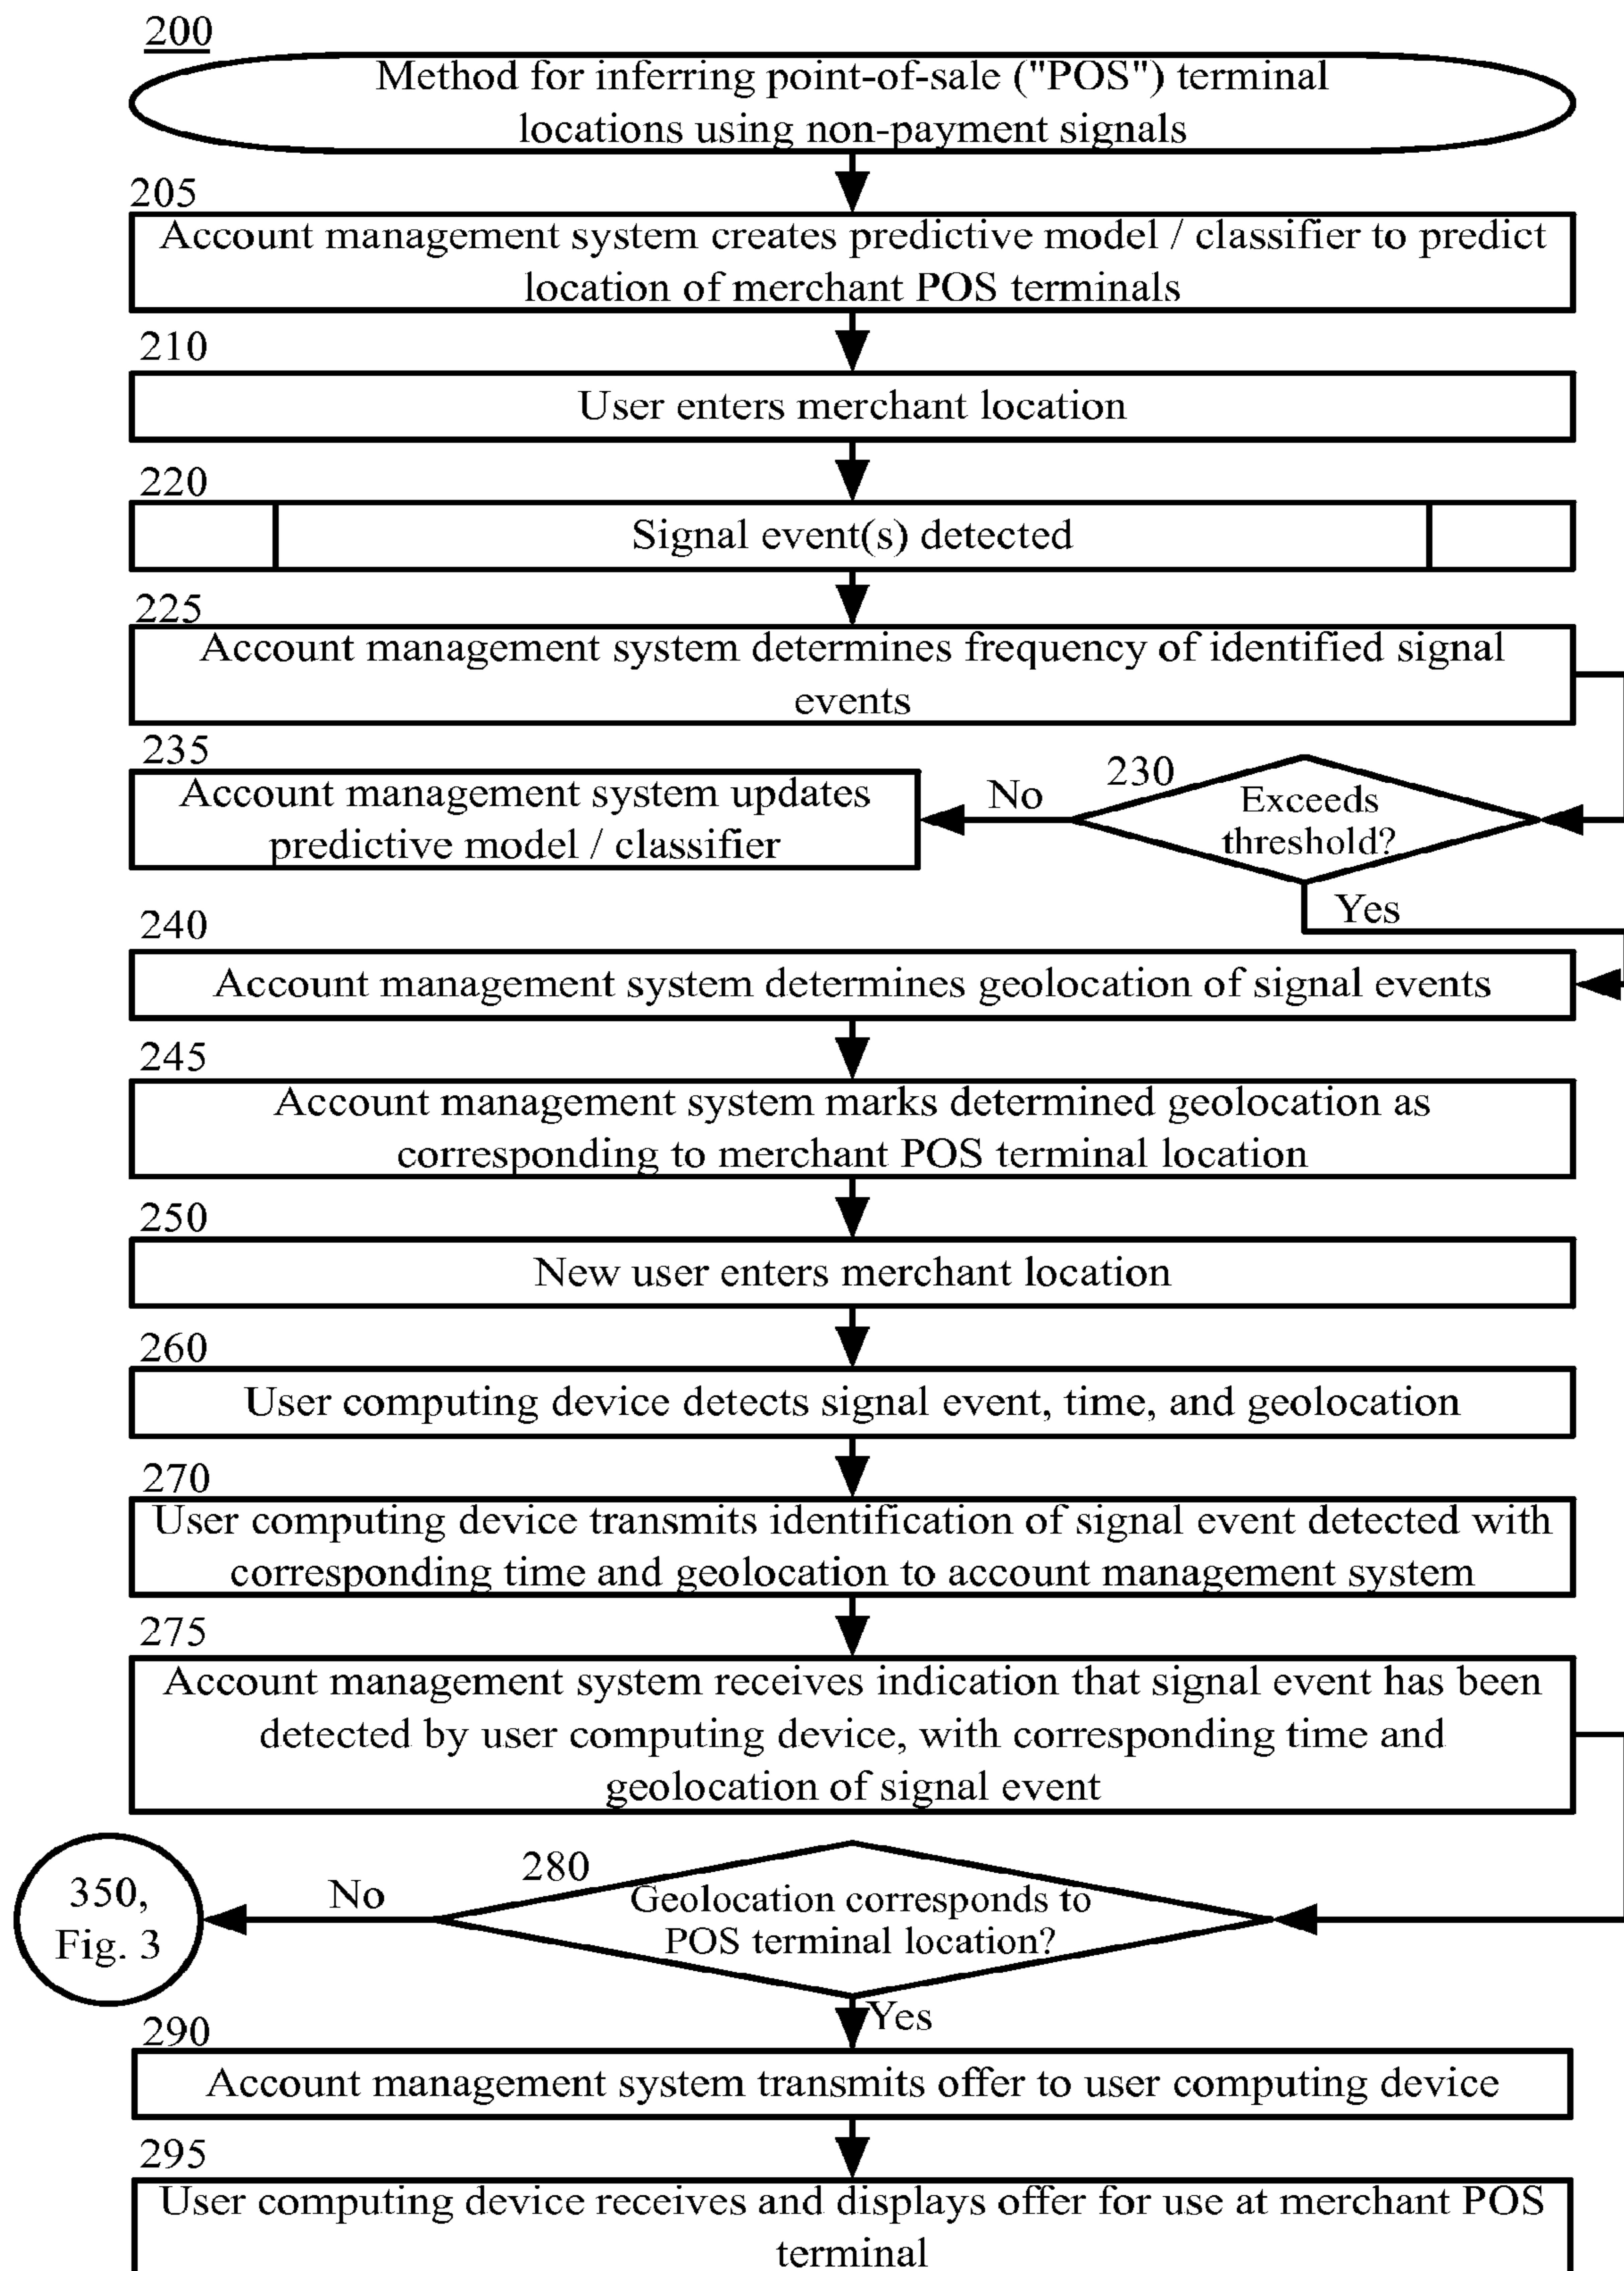 200
Method for inferring point-of-sale ("POS") terminal
locations using non-payment signals
205
Account management system creates predictive model / classifier to predict
location of merchant POS terminals
210
User enters merchant location
220
Signal event(s) detected
225
Account management system determines frequency of identified signal
events
235
Account management system updates
predictive model / classifier
No
230
Exceeds
threshold?
Yes
240
Account management system determines geolocation of signal events
245
Account management system marks determined geolocation as
corresponding to merchant POS terminal location
250
New user enters merchant location
260
User computing device detects signal event, time, and geolocation
270
User computing device transmits identification of signal event detected with
corresponding time and geolocation to account management system
275
Account management system receives indication that signal event has been
detected by user computing device, with corresponding time and
geolocation of signal event
350,
Fig. 3
No
280
Geolocation corresponds to
POS terminal location?
Yes
290
Account management system transmits offer to user computing device
295
User computing device receives and displays offer for use at merchant POS
terminal